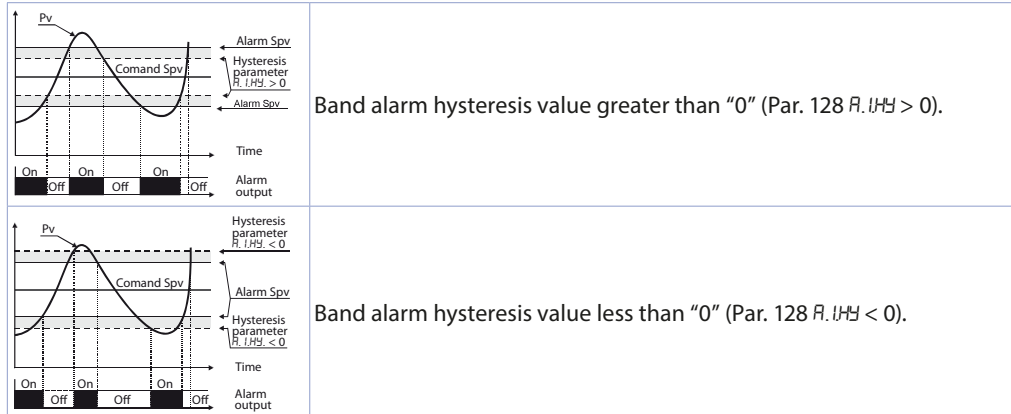 Pv
Alarm Spv
Hysteresis
parameter
A.1.HY. > 0
Comand Spv
Alarm Spv
Time
On
On
On
Off
Off
Off
Alarm
output
Band alarm hysteresis value greater than “0” (Par. 128 A.1.HY > 0).
Hysteresis
parameter
A.1.HY. < 0
Pv
Comand Spv
Alarm Spv
Hysteresis
parameter
A.1.HY. < 0
Time
On
On
On
Off
Off
Off
Alarm
output
Band alarm hysteresis value less than “0” (Par. 128 A.1.HY < 0).